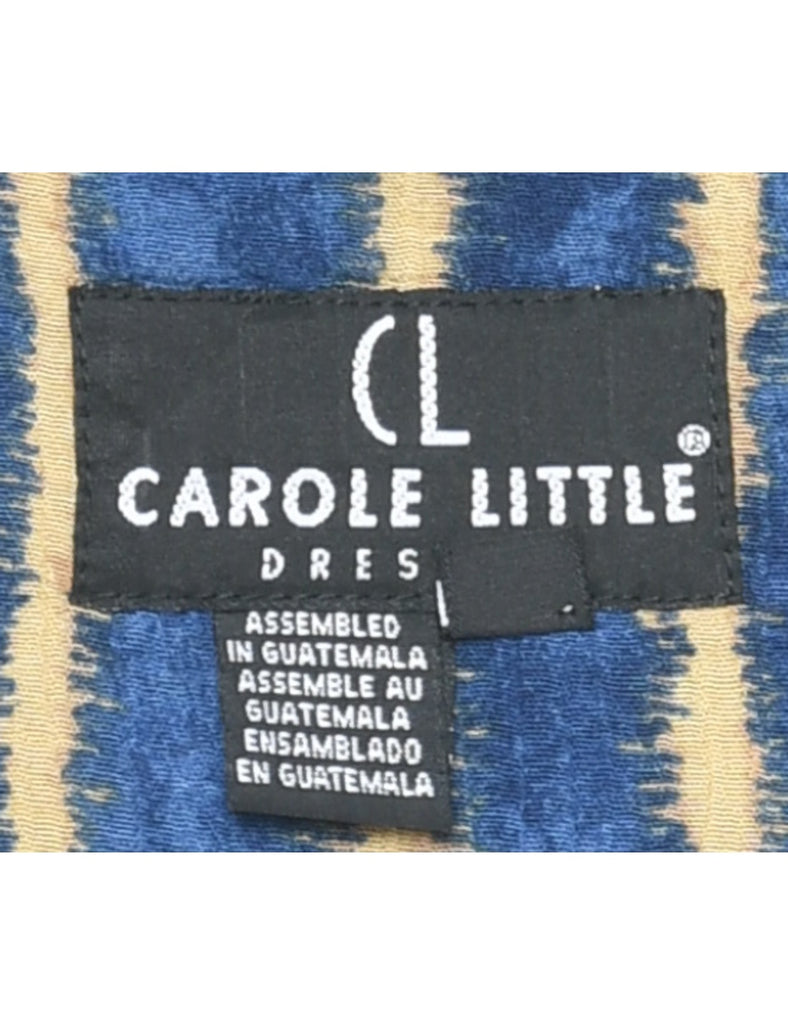 CL
CAROLE LITTLE®
DRES
ASSEMBLED
IN GUATEMALA
ASSEMBLE AU
GUATEMALA
ENSAMBLADO
EN GUATEMALA